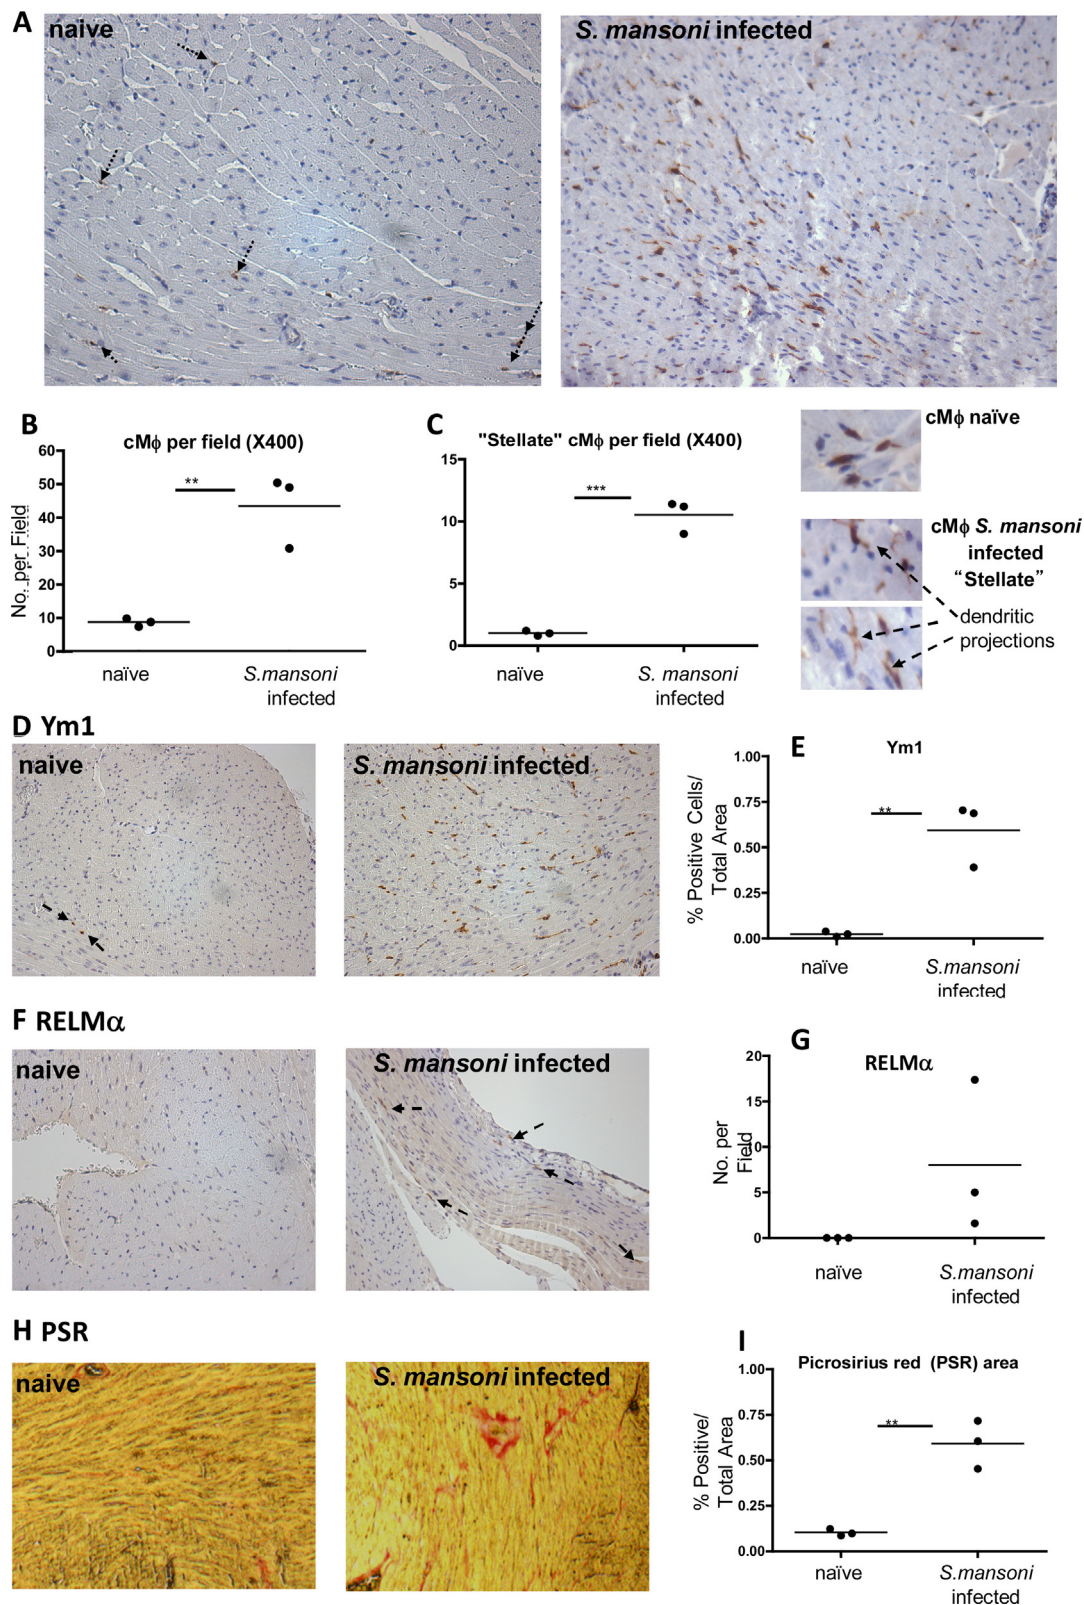 A
naive
S. mansoni infected
B
cMϕ per field (X400)
60
50
40
30
20
10
0
No. per Field
**
naïve
S.mansoni
infected
C
"Stellate" cMϕ per field (X400)
15
10
5
0
***
naïve
S. mansoni
infected
cMϕ naïve
cMϕ S. mansoni
infected
“Stellate”
dendritic
projections
D Ym1
naive
S. mansoni infected
E
Ym1
1.00
0.75
0.50
0.25
0.00
% Positive Cells/
Total Area
**
naïve
S.mansoni
infected
F RELMα
naive
S. mansoni infected
G
RELMα
20
15
10
5
0
No. per
Field
naïve
S.mansoni
infected
H PSR
naive
S. mansoni infected
I
Picrosirius red (PSR) area
1.00
0.75
0.50
0.25
0.00
% Positive/
Total Area
**
naïve
S.mansoni
infected